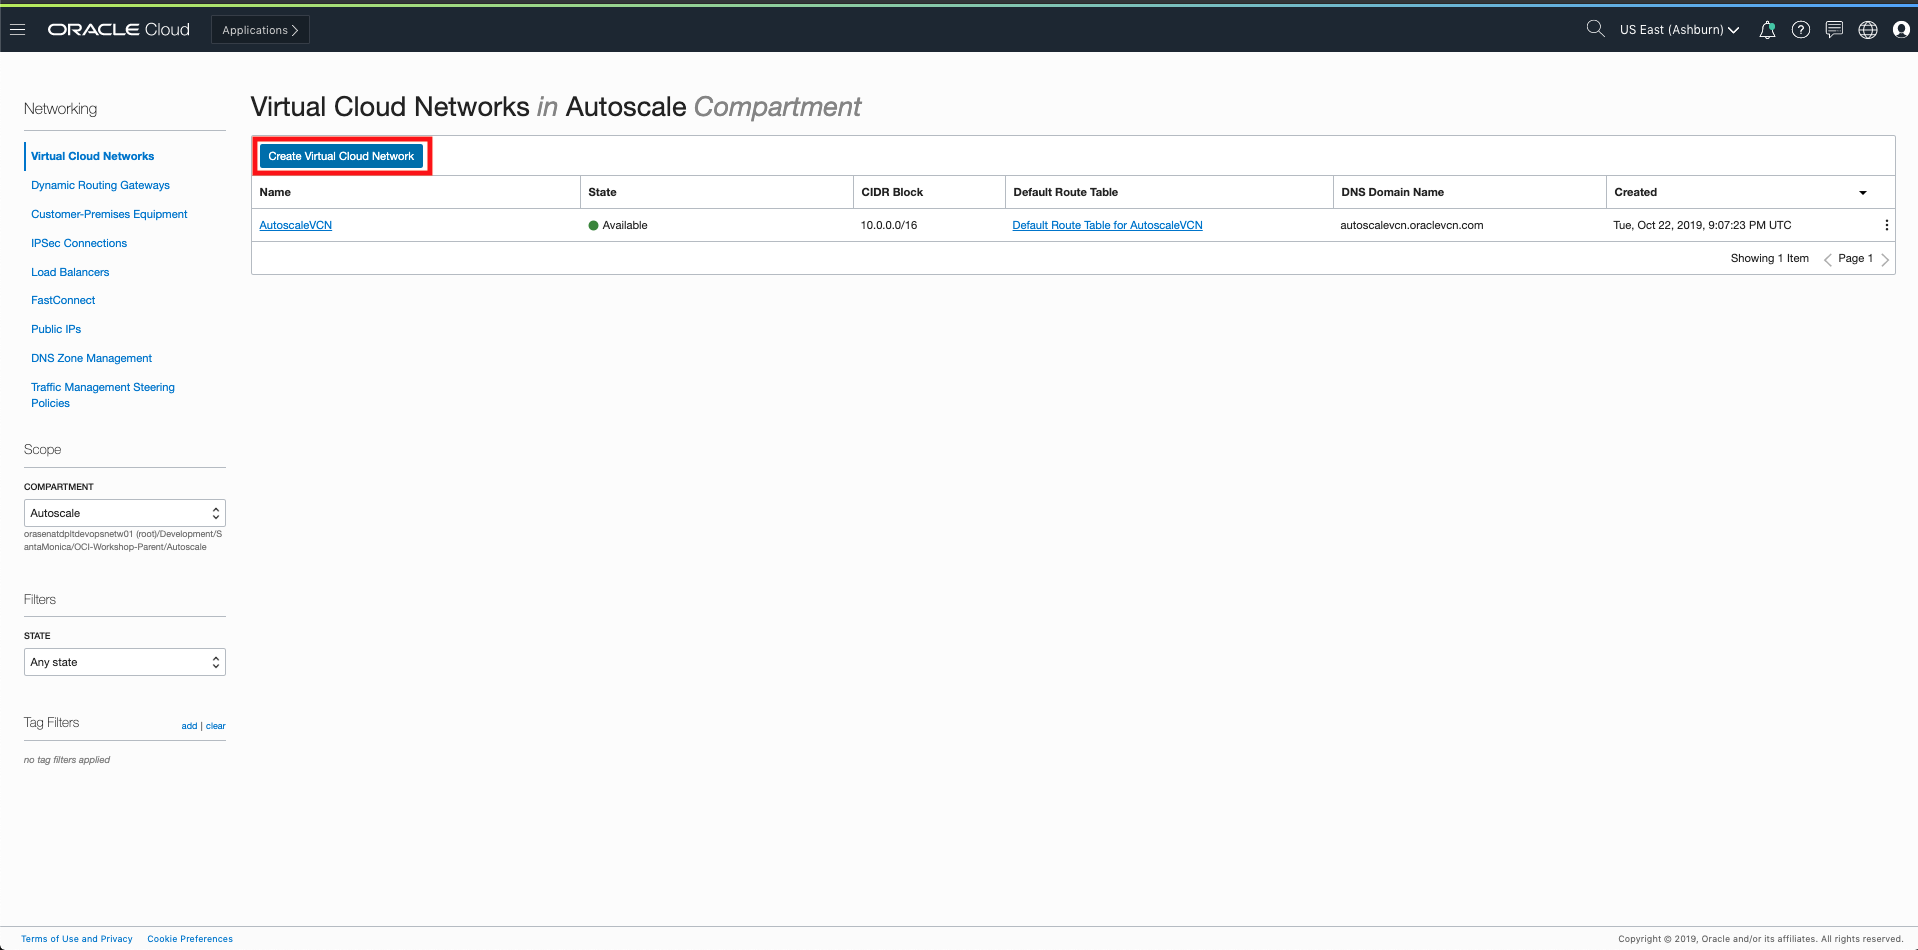 ORACLE Cloud
Applications
US East (Ashburn)
Networking
Virtual Cloud Networks
Dynamic Routing Gateways
Customer-Premises Equipment
IPSec Connections
Load Balancers
FastConnect
Public IPs
DNS Zone Management
Traffic Management Steering
Policies
Scope
COMPARTMENT
Autoscale
orasenatdpltdevopsnetw01 (root)/Development/S
antaMonica/OCI-Workshop-Parent/Autoscale
Filters
STATE
Any state
Tag Filters
add | clear
no tag filters applied
Virtual Cloud Networks in Autoscale Compartment
Create Virtual Cloud Network
Name State CIDR Block Default Route Table DNS Domain Name Created
AutoscaleVCN Available 10.0.0.0/16 Default Route Table for AutoscaleVCN autoscalevcn.oraclevcn.com Tue, Oct 22, 2019, 9:07:23 PM UTC
Showing 1 Item Page 1
Terms of Use and Privacy Cookie Preferences
Copyright © 2019, Oracle and/or its affiliates. All rights reserved.